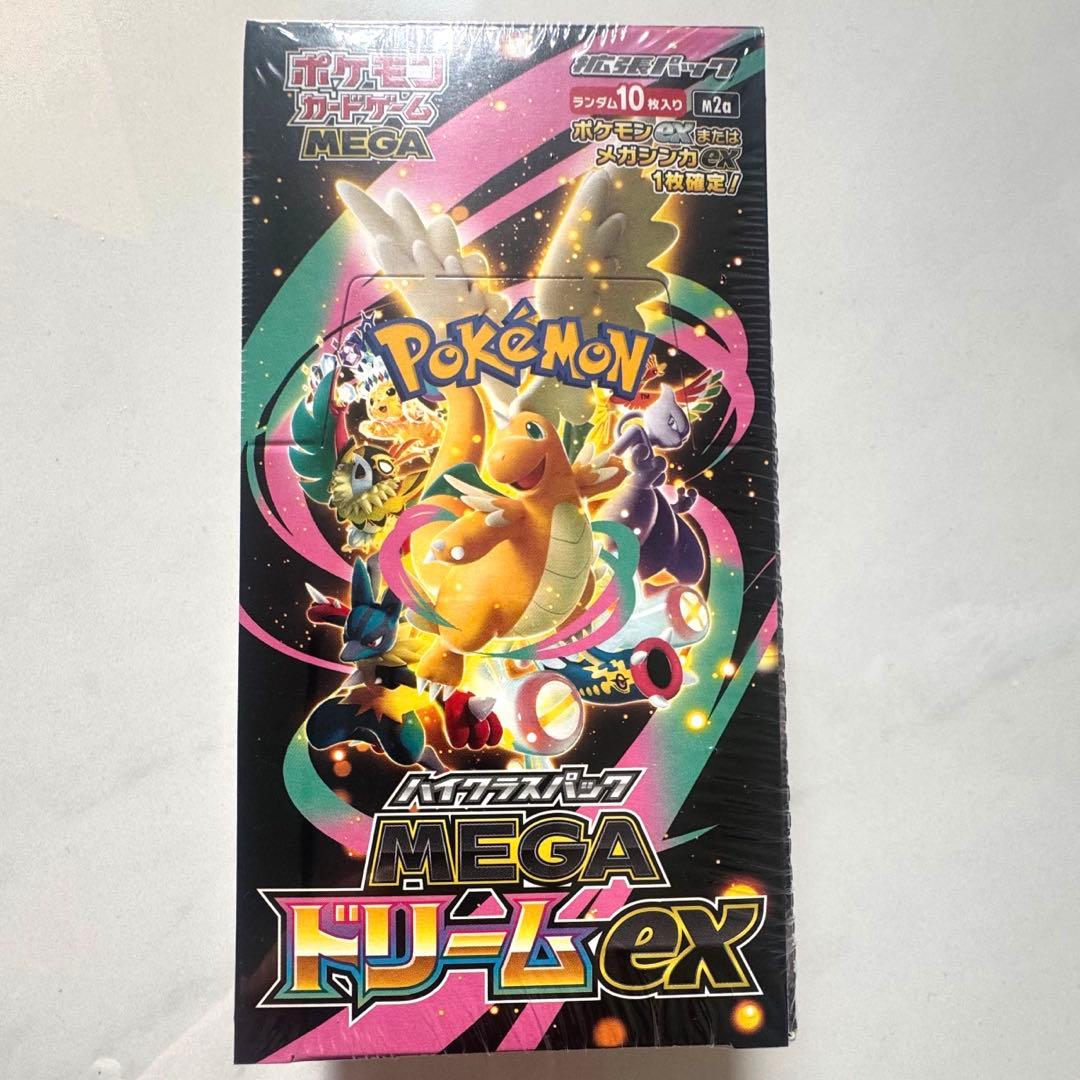 ポケモン
カードゲーム
MEGA
拡張パック
ランダム10枚入り M2a
ポケモンexまたは
メガシンカex
1枚確定!
POKéMON
TM
ハイクラスパック
MEGA
ドリームex